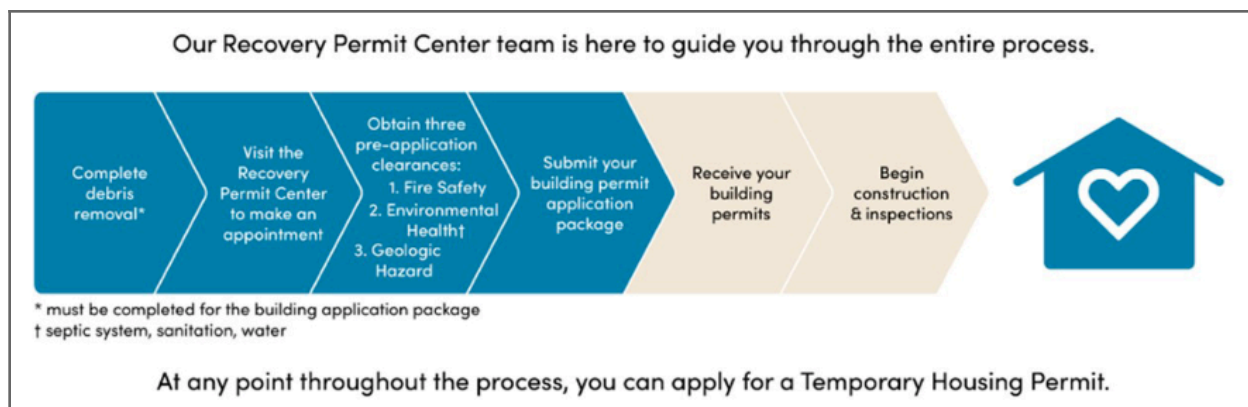 Our Recovery Permit Center team is here to guide you through the entire process.
Complete
debris
removal*
Visit the
Recovery
Permit Center
to make an
appointment
Obtain three
pre-application
clearances:
1. Fire Safety
2. Environmental
Health†
3. Geologic
Hazard
Submit your
building permit
application
package
Receive your
building
permits
Begin
construction
& inspections
* must be completed for the building application package
† septic system, sanitation, water
At any point throughout the process, you can apply for a Temporary Housing Permit.